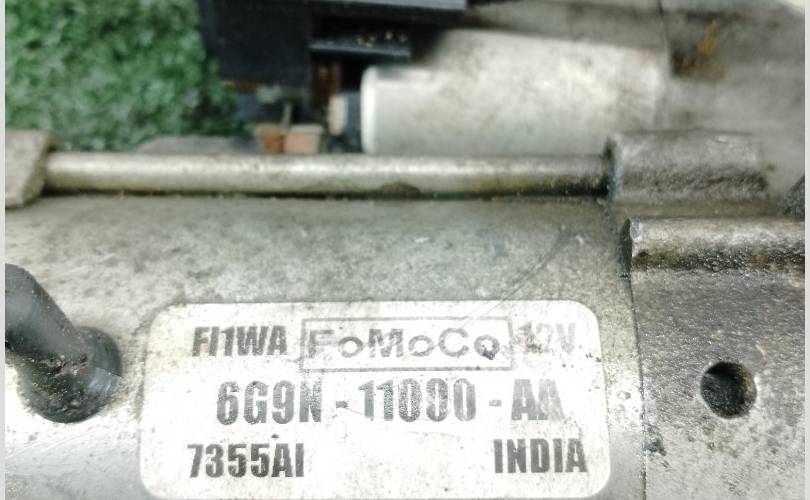 FI1WA FoMoCo 12V
6G9N - 11000 - AA
7355AI INDIA